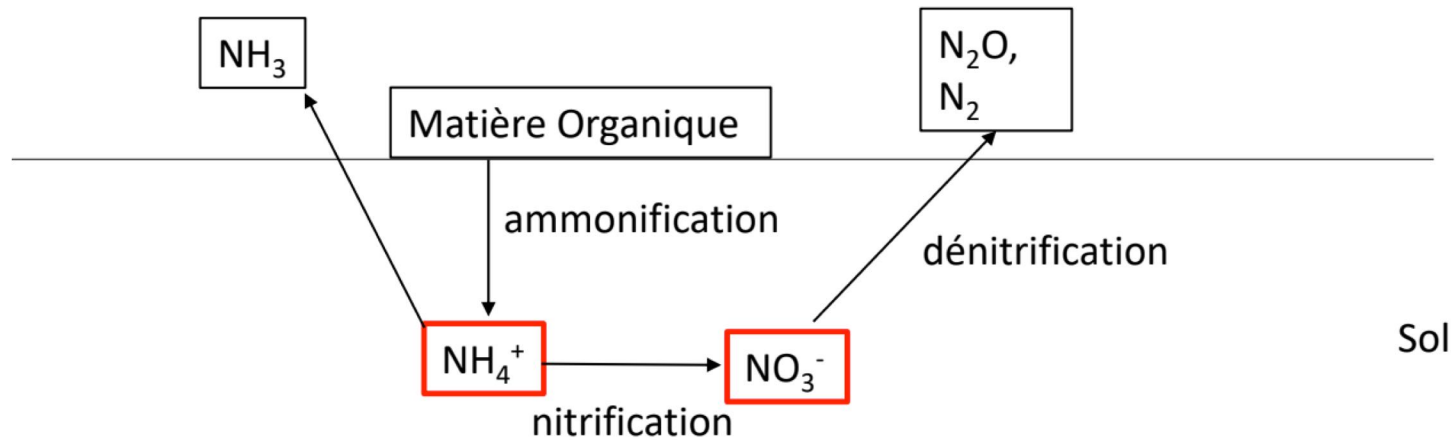 NH₃
N₂O,
N₂
Matière Organique
ammonification
dénitrification
NH₄⁺
NO₃⁻
Sol
nitrification